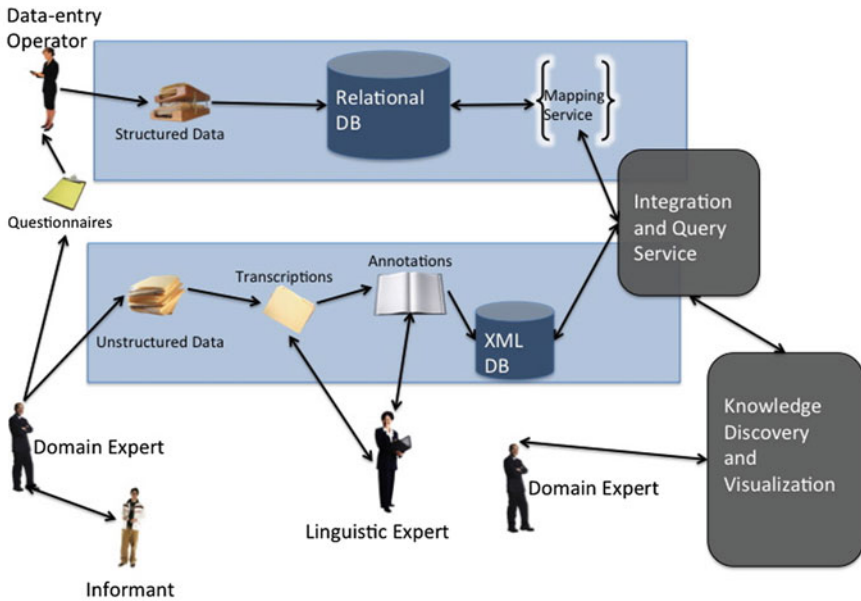 Data-entry
Operator
Structured Data
Relational
DB
Mapping
Service
Questionnaires
Integration
and Query
Service
Unstructured Data
Transcriptions
Annotations
XML
DB
Domain Expert
Informant
Linguistic Expert
Domain Expert
Knowledge
Discovery
and
Visualization